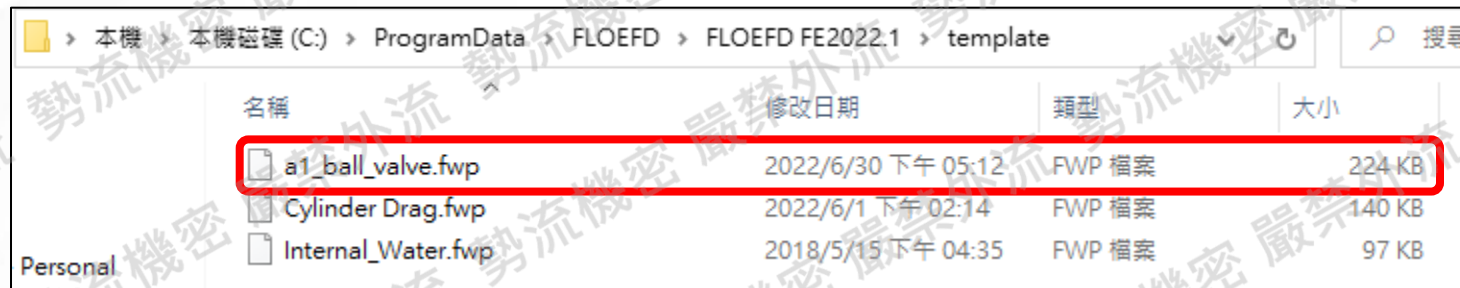 本機 > 本機磁碟 (C:) > ProgramData > FLOEFD > FLOEFD FE2022.1 > template 搜尋
名稱 修改日期 類型 大小
a1_ball_valve.fwp 2022/6/30 下午 05:12 FWP 檔案 224 KB
Cylinder Drag.fwp 2022/6/1 下午 02:14 FWP 檔案 140 KB
Internal_Water.fwp 2018/5/15 下午 04:35 FWP 檔案 97 KB
Personal
勢流機密 嚴禁外流